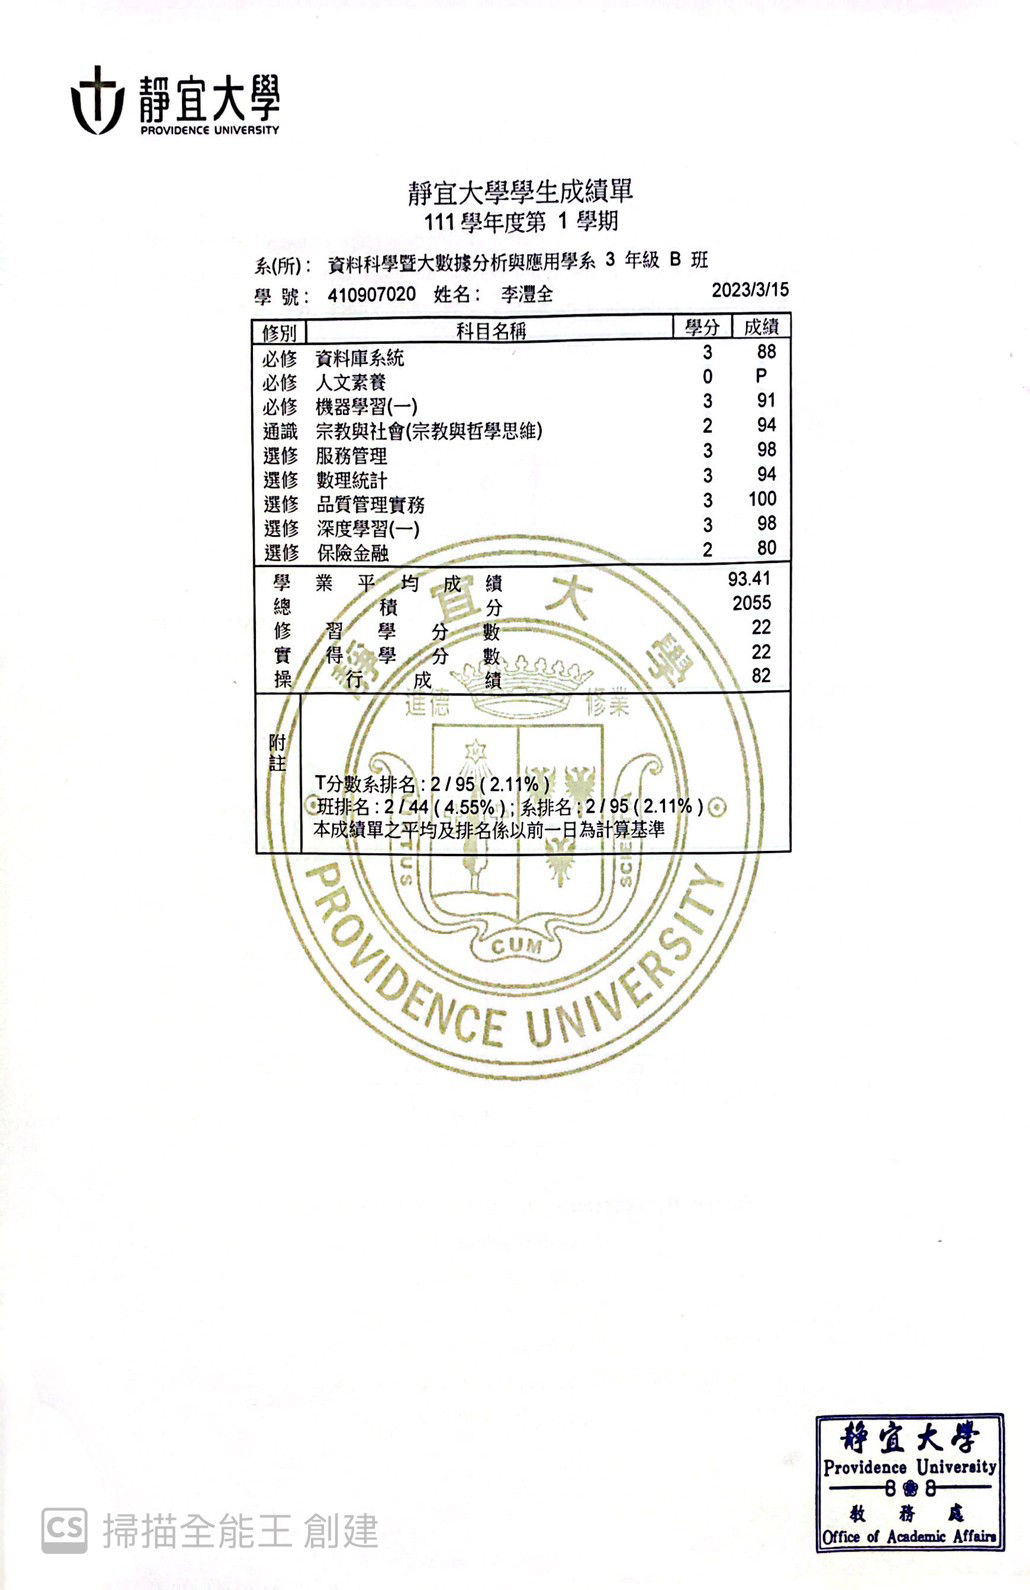 靜宜大學
PROVIDENCE UNIVERSITY
靜宜大學學生成績單
111 學年度第 1 學期
系(所)： 資料科學暨大數據分析與應用學系 3 年級 B 班
學 號： 410907020 姓名： 李灃全 2023/3/15
修別 科目名稱 學分 成績
必修 資料庫系統 3 88
必修 人文素養 0 P
必修 機器學習(一) 3 91
通識 宗教與社會(宗教與哲學思維) 2 94
選修 服務管理 3 98
選修 數理統計 3 94
選修 品質管理實務 3 100
選修 深度學習(一) 3 98
選修 保險金融 2 80
學業平均成績 93.41
總積分 2055
修習學分數 22
實得學分數 22
操行成績 82
附註
T分數系排名 : 2 / 95 ( 2.11% )
班排名 : 2 / 44 ( 4.55% ) ; 系排名 : 2 / 95 ( 2.11% )
本成績單之平均及排名係以前一日為計算基準
靜宜大學
進德 修業
VIRTUS CUM SCIENTIA
PROVIDENCE UNIVERSITY
靜宜大學
Providence University
8 8
教務處
Office of Academic Affairs
CS 掃描全能王 創建